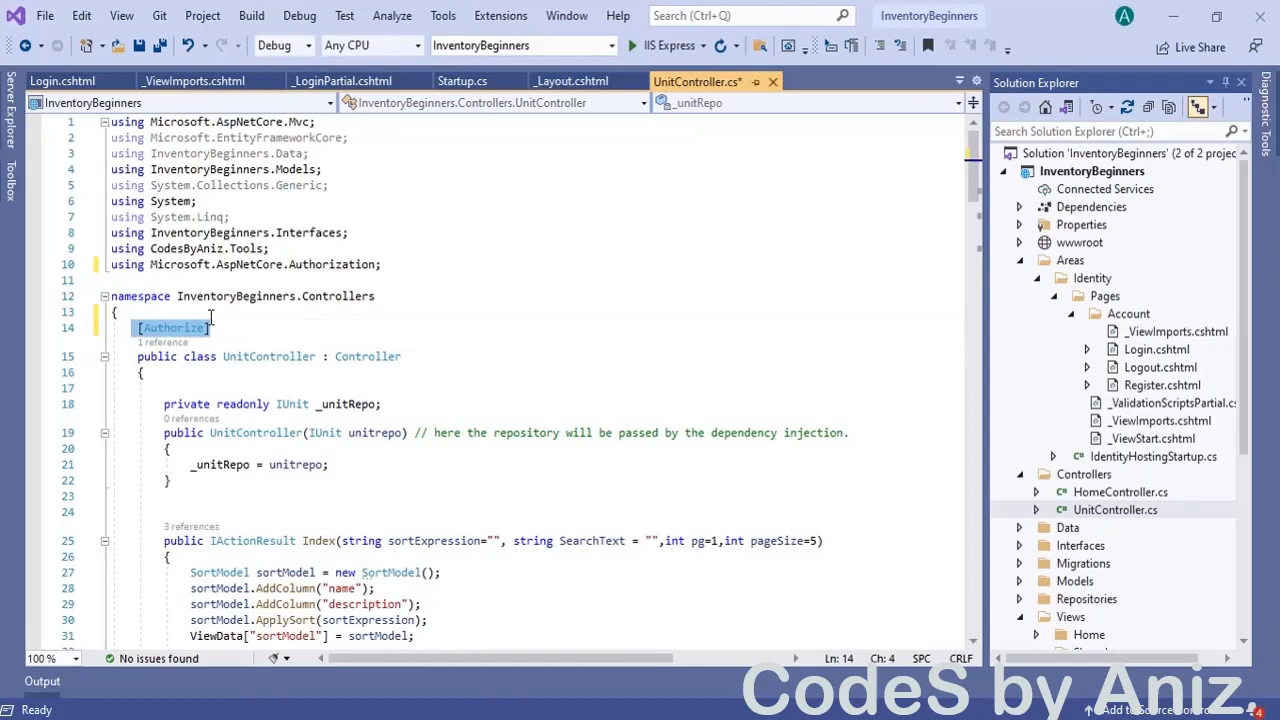 File Edit View Git Project Build Debug Test Analyze Tools Extensions Window Help Search (Ctrl+Q) InventoryBeginners A
Debug Any CPU InventoryBeginners IIS Express Live Share
Login.cshtml _ViewImports.cshtml _LoginPartial.cshtml Startup.cs _Layout.cshtml UnitController.cs*
InventoryBeginners InventoryBeginners.Controllers.UnitController _unitRepo
Server Explorer
Toolbox
1 using Microsoft.AspNetCore.Mvc;
2 using Microsoft.EntityFrameworkCore;
3 using InventoryBeginners.Data;
4 using InventoryBeginners.Models;
5 using System.Collections.Generic;
6 using System;
7 using System.Linq;
8 using InventoryBeginners.Interfaces;
9 using CodesByAniz.Tools;
10 using Microsoft.AspNetCore.Authorization;
11
12 namespace InventoryBeginners.Controllers
13 {
14 [Authorize]
1 reference
15 public class UnitController : Controller
16 {
17
18 private readonly IUnit _unitRepo;
0 references
19 public UnitController(IUnit unitrepo) // here the repository will be passed by the dependency injection.
20 {
21 _unitRepo = unitrepo;
22 }
23
24
3 references
25 public IActionResult Index(string sortExpression="", string SearchText = "",int pg=1,int pageSize=5)
26 {
27 SortModel sortModel = new SortModel();
28 sortModel.AddColumn("name");
29 sortModel.AddColumn("description");
30 sortModel.ApplySort(sortExpression);
31 ViewData["sortModel"] = sortModel;
100 % No issues found Ln: 14 Ch: 4 SPC CRLF
Output
Ready
Solution Explorer
Search Solution Explorer (Ctrl+;)
Solution 'InventoryBeginners' (2 of 2 projec
InventoryBeginners
Connected Services
Dependencies
Properties
wwwroot
Areas
Identity
Pages
Account
_ViewImports.cshtml
Login.cshtml
Logout.cshtml
Register.cshtml
_ValidationScriptsPartial.cs
_ViewImports.cshtml
_ViewStart.cshtml
IdentityHostingStartup.cs
Controllers
HomeController.cs
UnitController.cs
Data
Interfaces
Migrations
Models
Repositories
Views
Home
Diagnostic Tools
CodeS by Aniz.
Add to Source 4